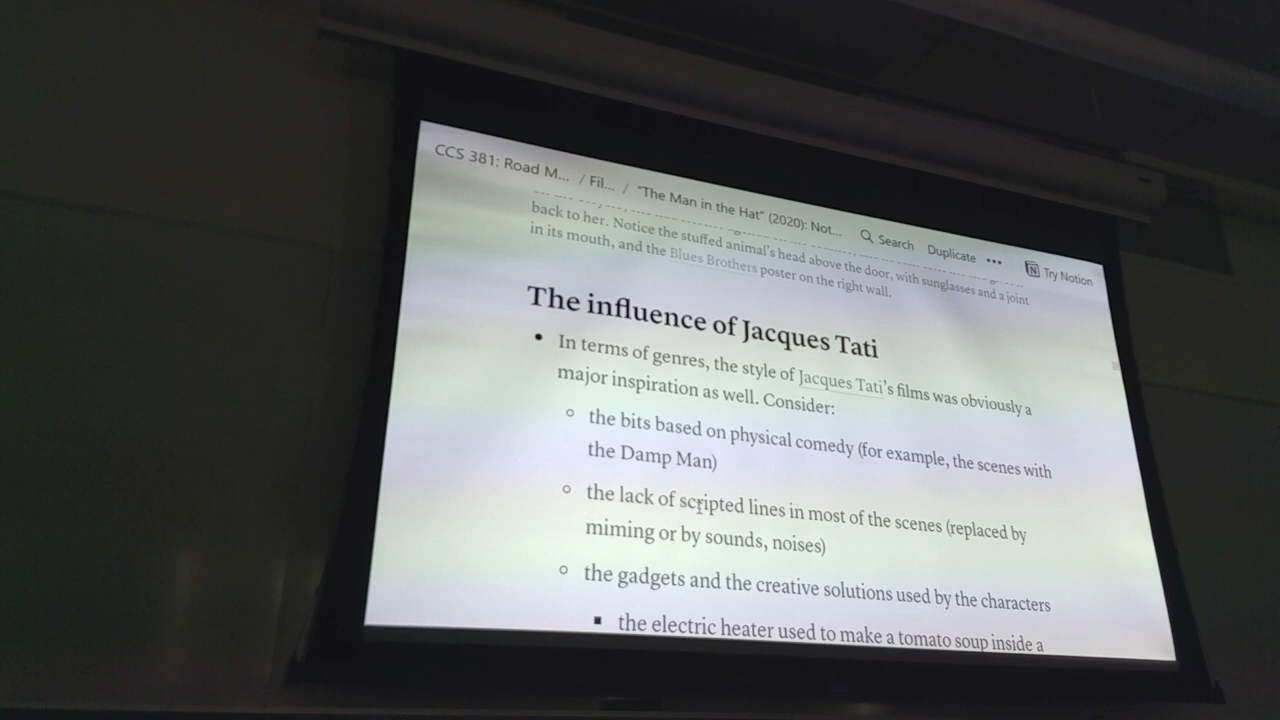 CCS 381: Road M... / Fil... / "The Man in the Hat" (2020): Not... Search Duplicate ••• Try Notion
back to her. Notice the stuffed animal's head above the door, with sunglasses and a joint
in its mouth, and the Blues Brothers poster on the right wall.
The influence of Jacques Tati
• In terms of genres, the style of Jacques Tati's films was obviously a
major inspiration as well. Consider:
◦ the bits based on physical comedy (for example, the scenes with
the Damp Man)
◦ the lack of scripted lines in most of the scenes (replaced by
miming or by sounds, noises)
◦ the gadgets and the creative solutions used by the characters
▪ the electric heater used to make a tomato soup inside a